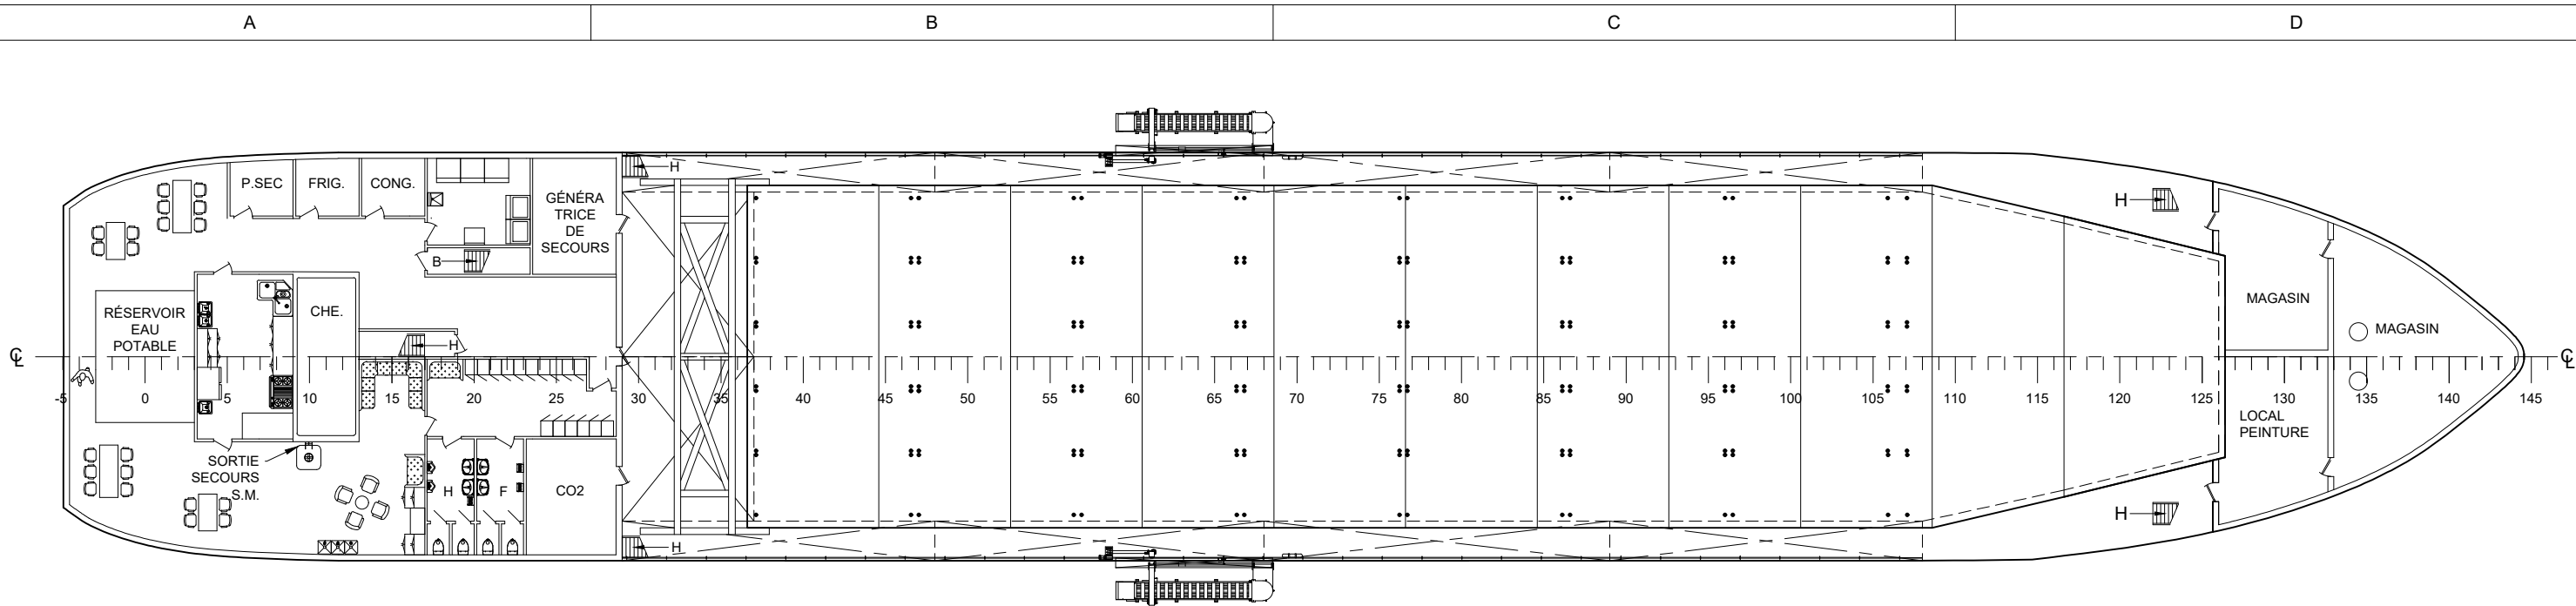 A B C D
P.SEC FRIG. CONG.
GÉNÉRA
TRICE
DE
SECOURS
H
H
B
RÉSERVOIR
EAU
POTABLE
CHE.
MAGASIN
MAGASIN
H
℄ ℄
-5 0 5 10 15 20 25 30 35 40 45 50 55 60 65 70 75 80 85 90 95 100 105 110 115 120 125 130 135 140 145
LOCAL
PEINTURE
SORTIE
SECOURS
S.M.
H F CO2
H
H